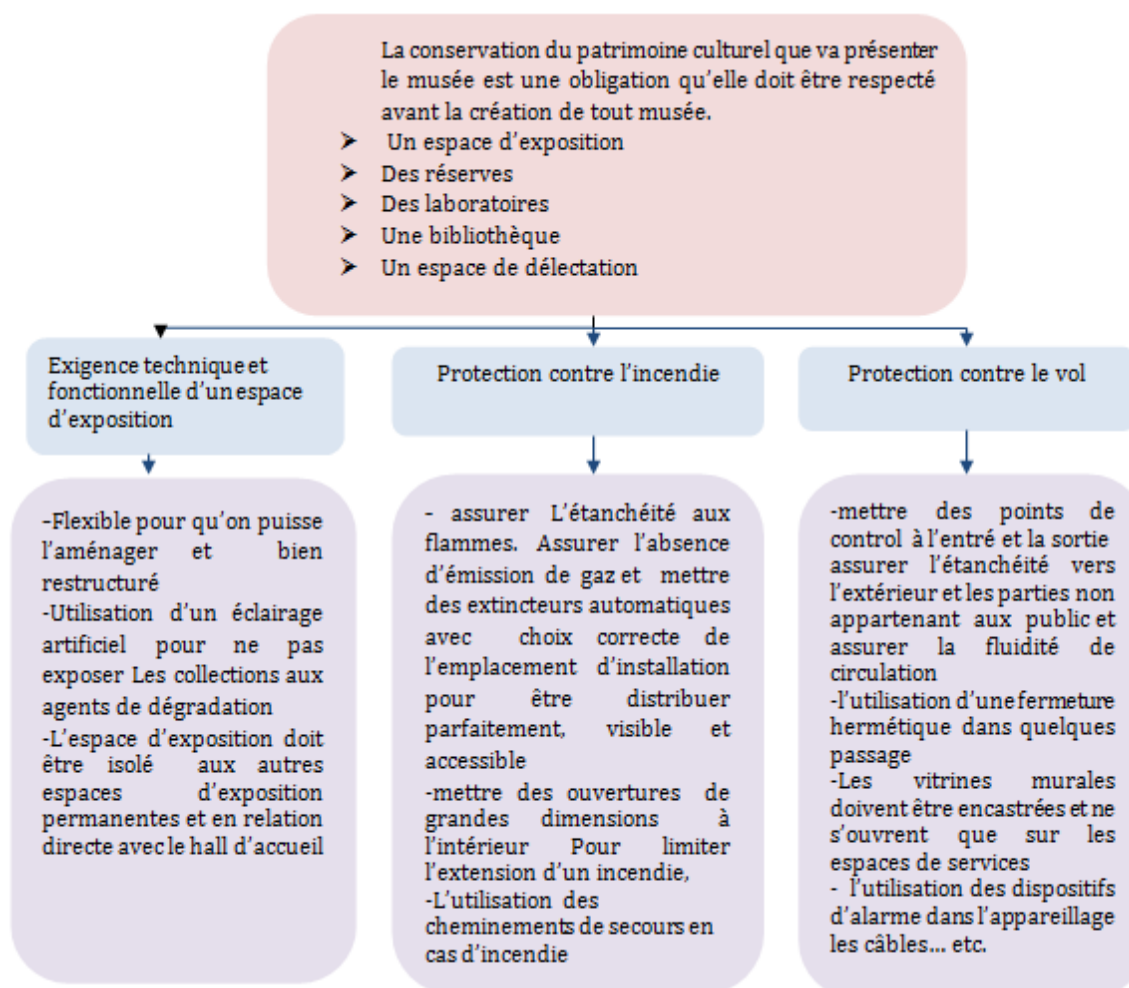 La conservation du patrimoine culturel que va présenter
le musée est une obligation qu'elle doit être respecté
avant la création de tout musée.
➤ Un espace d'exposition
➤ Des réserves
➤ Des laboratoires
➤ Une bibliothèque
➤ Un espace de délectation
Exigence technique et
fonctionnelle d'un espace
d'exposition
Protection contre l'incendie
Protection contre le vol
-Flexible pour qu'on puisse
l'aménager et bien
restructuré
-Utilisation d'un éclairage
artificiel pour ne pas
exposer Les collections aux
agents de dégradation
-L'espace d'exposition doit
être isolé aux autres
espaces d'exposition
permanentes et en relation
directe avec le hall d'accueil
- assurer L'étanchéité aux
flammes. Assurer l'absence
d'émission de gaz et mettre
des extincteurs automatiques
avec choix correcte de
l'emplacement d'installation
pour être distribuer
parfaitement, visible et
accessible
-mettre des ouvertures de
grandes dimensions à
l'intérieur Pour limiter
l'extension d'un incendie,
-L'utilisation des
cheminements de secours en
cas d'incendie
-mettre des points de
control à l'entré et la sortie
assurer l'étanchéité vers
l'extérieur et les parties non
appartenant aux public et
assurer la fluidité de
circulation
-l'utilisation d'une fermeture
hermétique dans quelques
passage
-Les vitrines murales
doivent être encastrées et ne
s'ouvrent que sur les
espaces de services
- l'utilisation des dispositifs
d'alarme dans l'appareillage
les câbles... etc.